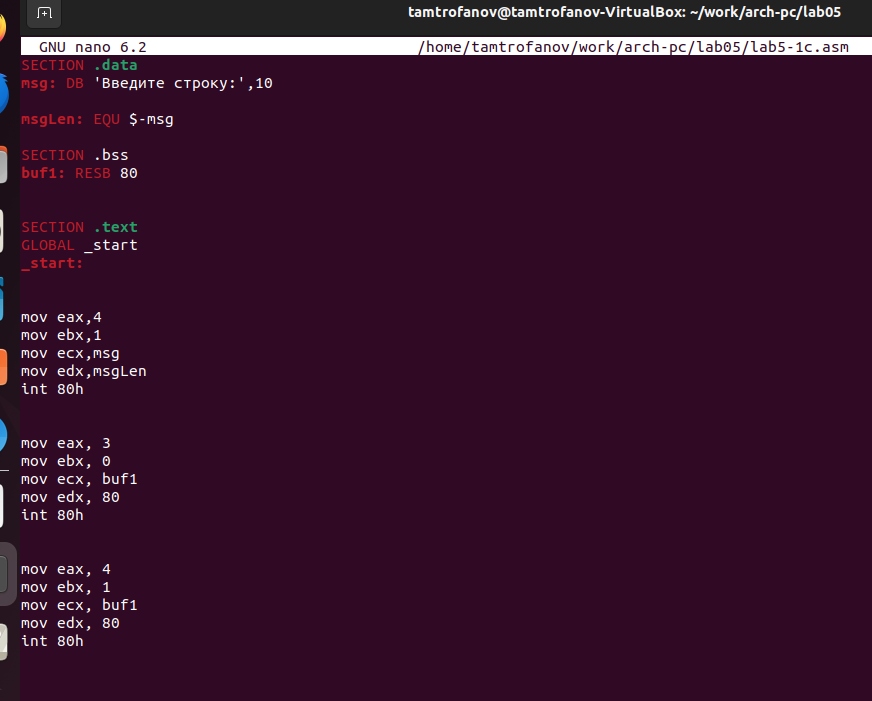 tamtrofanov@tamtrofanov-VirtualBox: ~/work/arch-pc/lab05
GNU nano 6.2 /home/tamtrofanov/work/arch-pc/lab05/lab5-1c.asm
SECTION .data
msg: DB 'Введите строку:',10
msgLen: EQU $-msg
SECTION .bss
buf1: RESB 80
SECTION .text
GLOBAL _start
_start:
mov eax,4
mov ebx,1
mov ecx,msg
mov edx,msgLen
int 80h
mov eax, 3
mov ebx, 0
mov ecx, buf1
mov edx, 80
int 80h
mov eax, 4
mov ebx, 1
mov ecx, buf1
mov edx, 80
int 80h